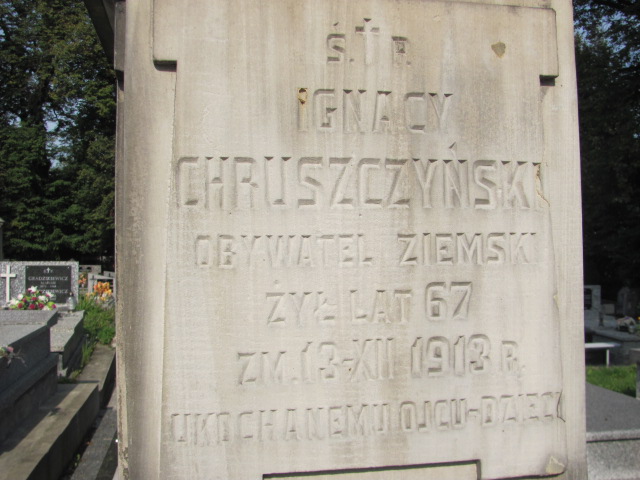 Ś.†P.
IGNACY
CHRUSZCZYŃSKI
OBYWATEL ZIEMSKI
ŻYŁ LAT 67
ZM. 13-XII 1913 R.
UKOCHANEMU OJCU-DZIECI